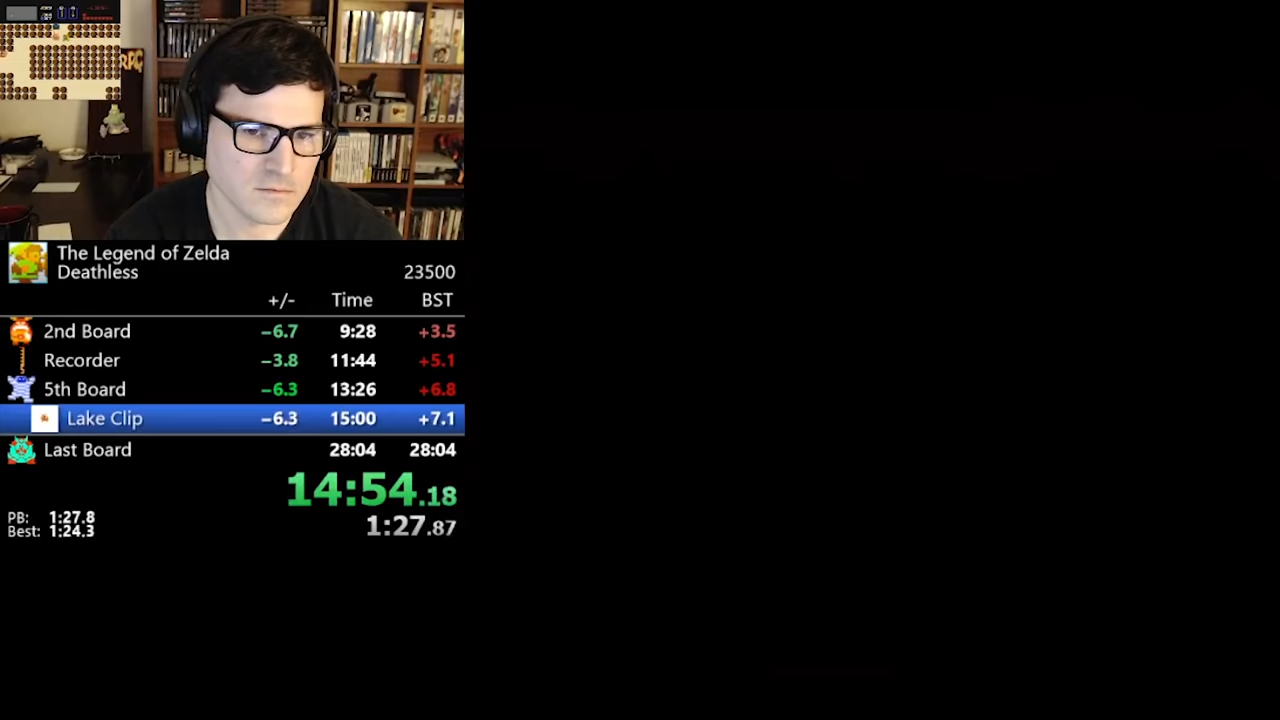 RPG
The Legend of Zelda
Deathless 23500
+/- Time BST
2nd Board −6.7 9:28 +3.5
Recorder −3.8 11:44 +5.1
5th Board −6.3 13:26 +6.8
Lake Clip −6.3 15:00 +7.1
Last Board 28:04 28:04
14:54.18
PB: 1:27.8
1:27.87
Best: 1:24.3